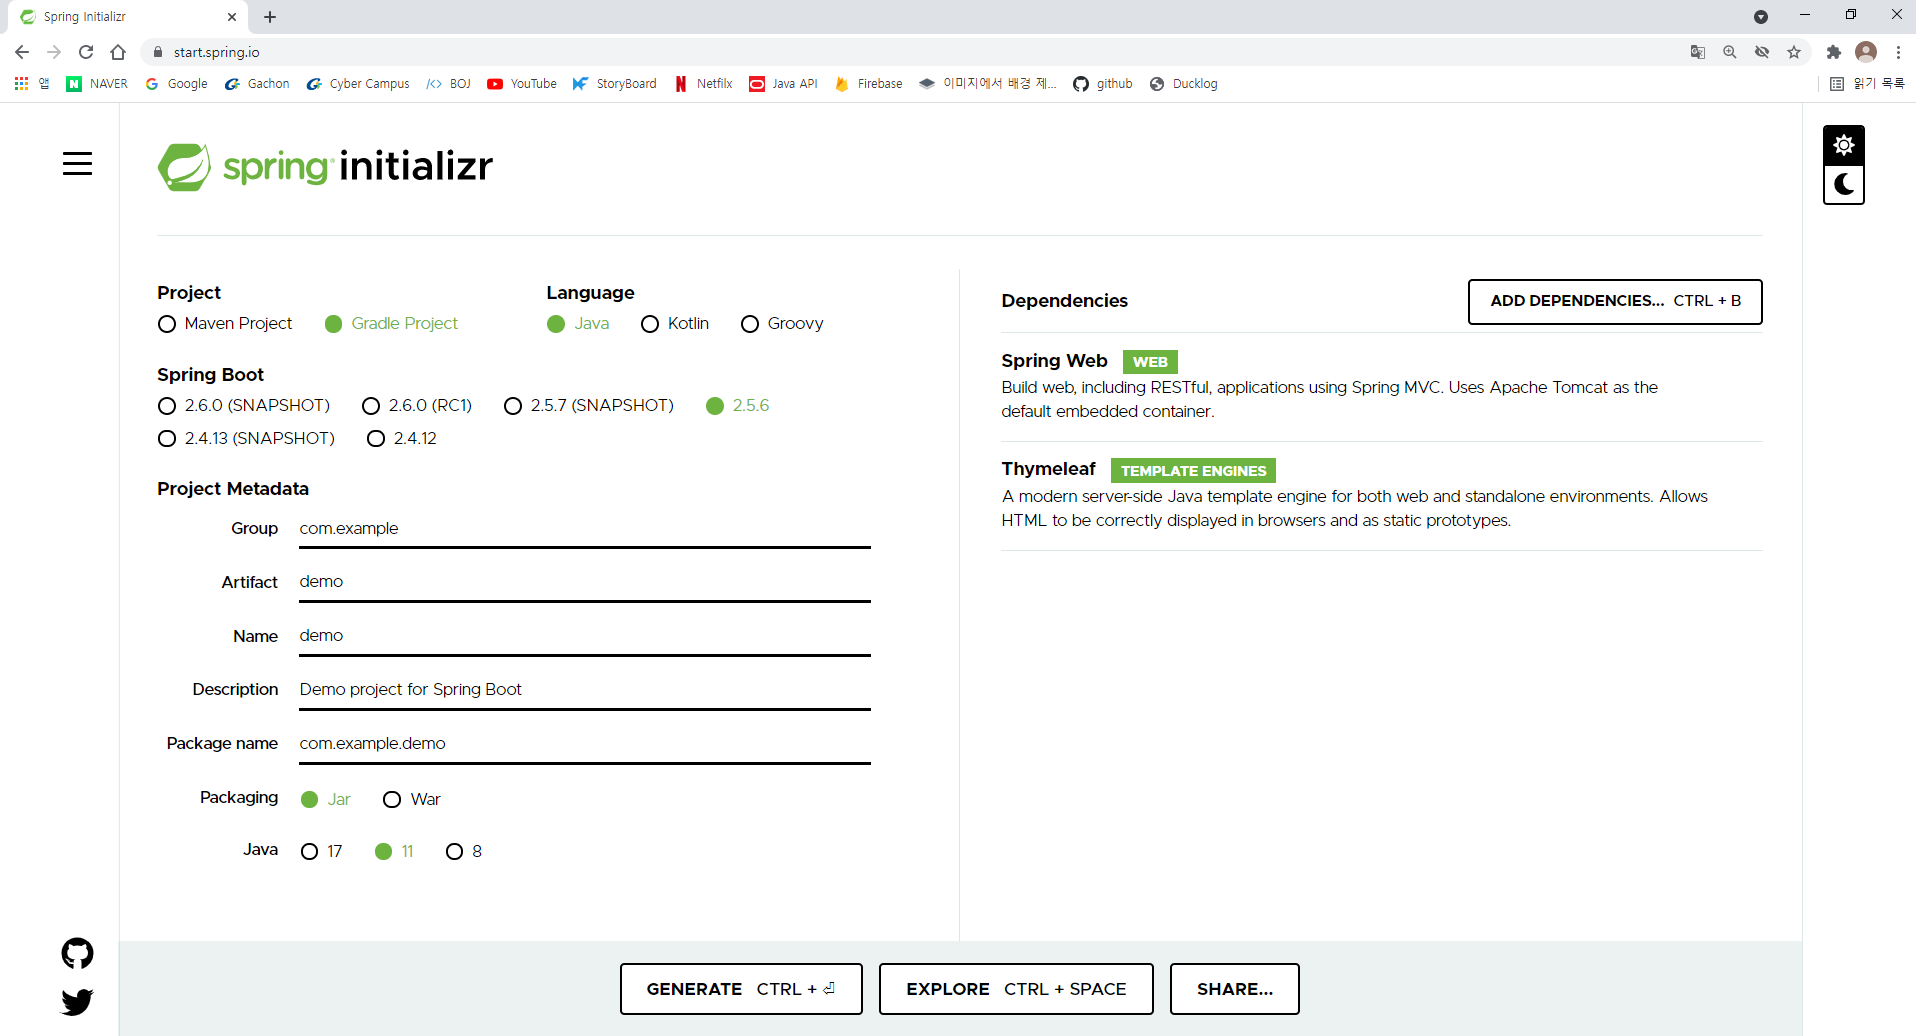 Spring Initializr
start.spring.io
앱 NAVER Google Gachon Cyber Campus BOJ YouTube StoryBoard Netfilx Java API Firebase 이미지에서 배경 제... github Ducklog 읽기 목록
spring initializr
Project
Maven Project Gradle Project
Language
Java Kotlin Groovy
Spring Boot
2.6.0 (SNAPSHOT) 2.6.0 (RC1) 2.5.7 (SNAPSHOT) 2.5.6
2.4.13 (SNAPSHOT) 2.4.12
Project Metadata
Group com.example
Artifact demo
Name demo
Description Demo project for Spring Boot
Package name com.example.demo
Packaging Jar War
Java 17 11 8
Dependencies ADD DEPENDENCIES... CTRL + B
Spring Web WEB
Build web, including RESTful, applications using Spring MVC. Uses Apache Tomcat as the
default embedded container.
Thymeleaf TEMPLATE ENGINES
A modern server-side Java template engine for both web and standalone environments. Allows
HTML to be correctly displayed in browsers and as static prototypes.
GENERATE CTRL + ⏎ EXPLORE CTRL + SPACE SHARE...